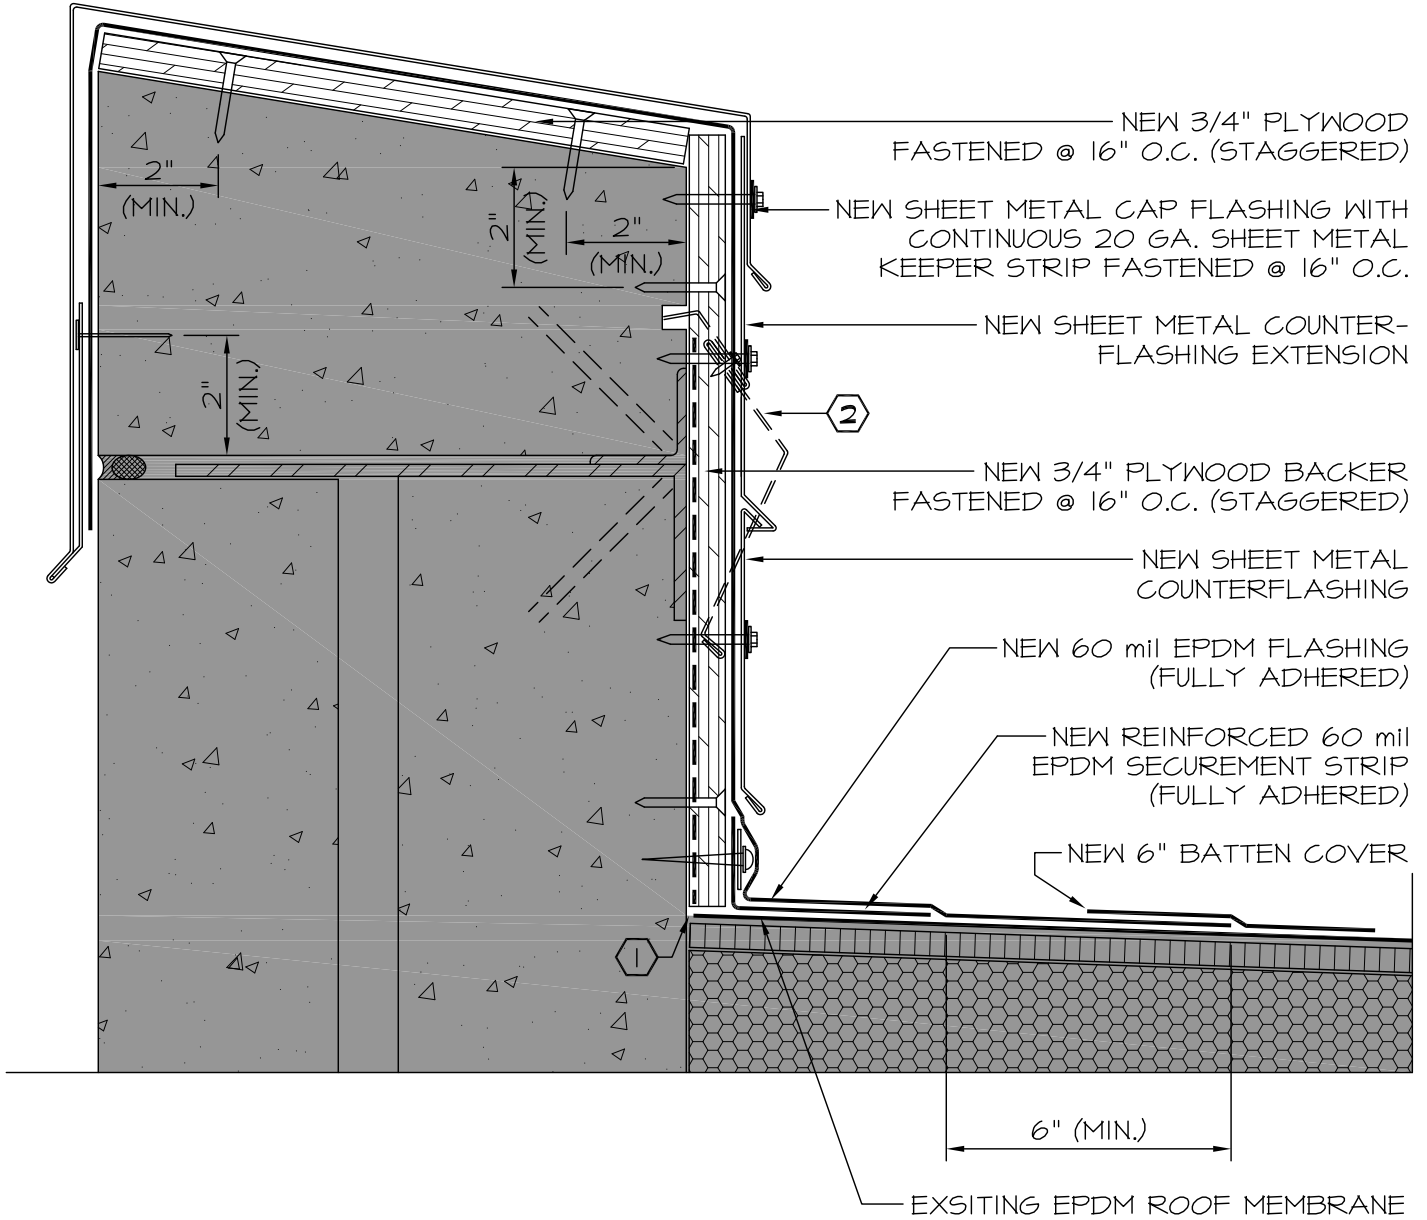 NEW 3/4" PLYWOOD
FASTENED @ 16" O.C. (STAGGERED)
NEW SHEET METAL CAP FLASHING WITH
CONTINUOUS 20 GA. SHEET METAL
KEEPER STRIP FASTENED @ 16" O.C.
NEW SHEET METAL COUNTER-
FLASHING EXTENSION
2
NEW 3/4" PLYWOOD BACKER
FASTENED @ 16" O.C. (STAGGERED)
NEW SHEET METAL
COUNTERFLASHING
NEW 60 mil EPDM FLASHING
(FULLY ADHERED)
NEW REINFORCED 60 mil
EPDM SECUREMENT STRIP
(FULLY ADHERED)
NEW 6" BATTEN COVER
2"
(MIN.)
2"
(MIN.)
2"
(MIN.)
2"
(MIN.)
1
6" (MIN.)
EXSITING EPDM ROOF MEMBRANE